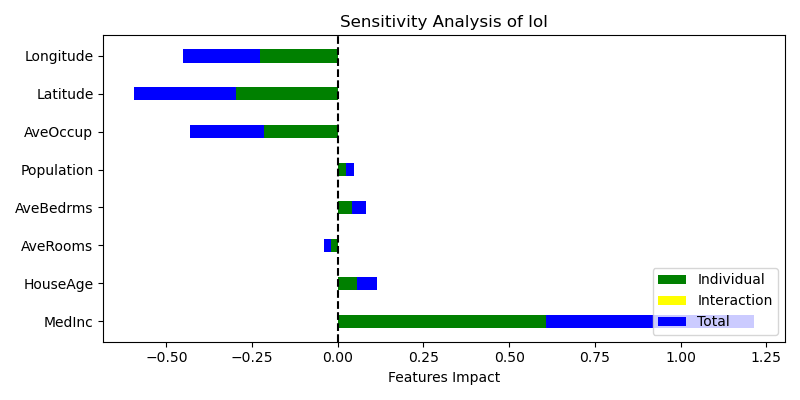 Sensitivity Analysis of lol
Longitude
Latitude
AveOccup
Population
AveBedrms
AveRooms
HouseAge
MedInc
Individual
Interaction
Total
−0.50 −0.25 0.00 0.25 0.50 0.75 1.00 1.25
Features Impact